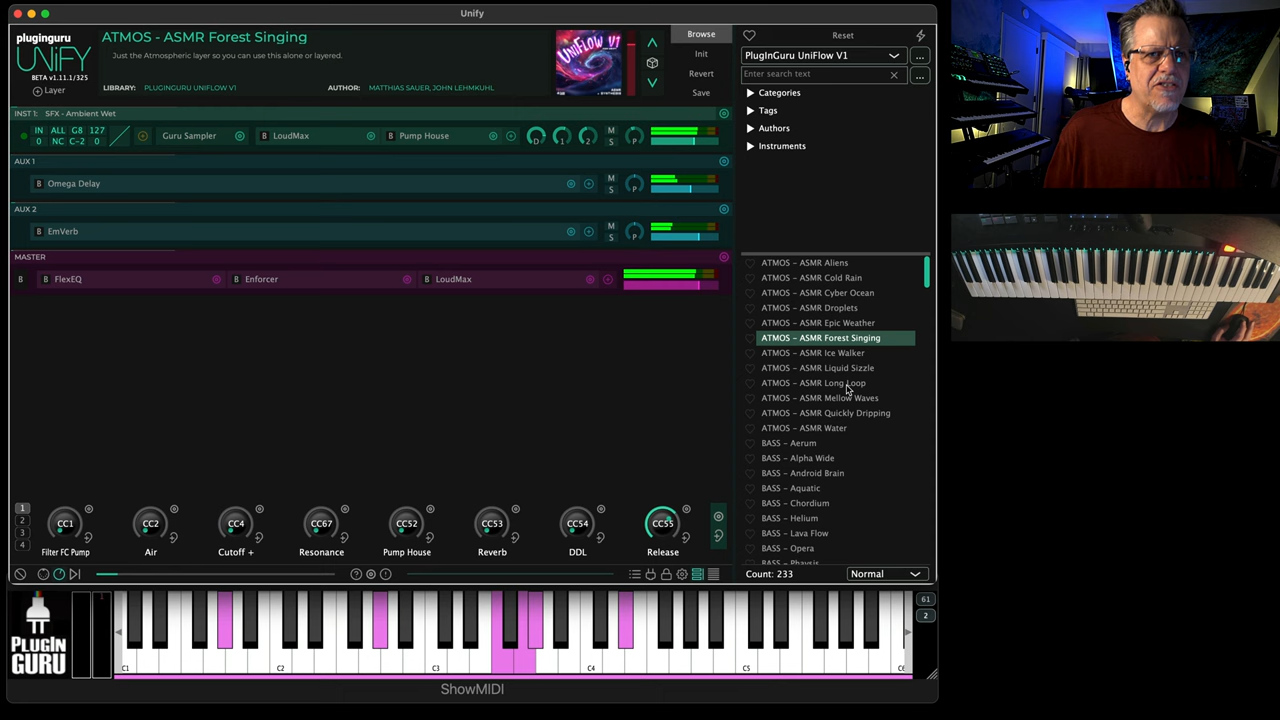 Unify
pluginguru
UNiFY
BETA v1.11.1/325
Layer
ATMOS - ASMR Forest Singing
Just the Atmospheric layer so you can use this alone or layered.
LIBRARY: PLUGINGURU UNIFLOW V1
AUTHOR: MATTHIAS SAUER, JOHN LEHMKUHL
UNIFLOW
Browse
Init
Revert
Save
Reset
PlugInGuru UniFlow V1
...
Enter search text
...
Categories
Tags
Authors
Instruments
INST 1: SFX - Ambient Wet
IN ALL G8 127
0 NC C-2 0
Guru Sampler
B LoudMax
B Pump House
D 1 2
M
S
P
AUX 1
B Omega Delay
M
S
P
AUX 2
B EmVerb
M
S
P
MASTER
B
B FlexEQ
B Enforcer
B LoudMax
ATMOS - ASMR Aliens
ATMOS - ASMR Cold Rain
ATMOS - ASMR Cyber Ocean
ATMOS - ASMR Droplets
ATMOS - ASMR Epic Weather
ATMOS - ASMR Forest Singing
ATMOS - ASMR Ice Walker
ATMOS - ASMR Liquid Sizzle
ATMOS - ASMR Long Loop
ATMOS - ASMR Mellow Waves
ATMOS - ASMR Quickly Dripping
ATMOS - ASMR Water
BASS - Aerum
BASS - Alpha Wide
BASS - Android Brain
BASS - Aquatic
BASS - Chordium
BASS - Helium
BASS - Lava Flow
BASS - Opera
BASS - Physis
Count: 233
Normal
1
2
3
4
CC1
CC2
CC4
CC67
CC52
CC53
CC54
CC55
Filter FC Pump
Air
Cutoff +
Resonance
Pump House
Reverb
DDL
Release
PLUGIN
GURU
1
C1
C2
C3
C4
C5
C6
61
2
ShowMIDI